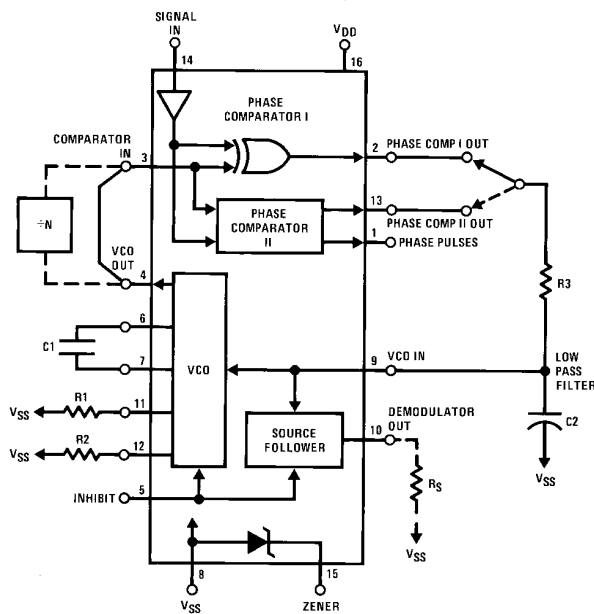 SIGNAL
IN
14
VDD
16
PHASE
COMPARATOR I
COMPARATOR
IN
3
2
PHASE COMP I OUT
÷N
PHASE
COMPARATOR
II
13
PHASE COMP II OUT
1
PHASE PULSES
VCO
OUT
4
R3
6
C1
7
VCO
9
VCO IN
LOW
PASS
FILTER
VSS
R1
11
C2
DEMODULATOR
OUT
VSS
R2
12
SOURCE
FOLLOWER
10
VSS
INHIBIT
5
RS
VSS
8
15
VSS
ZENER